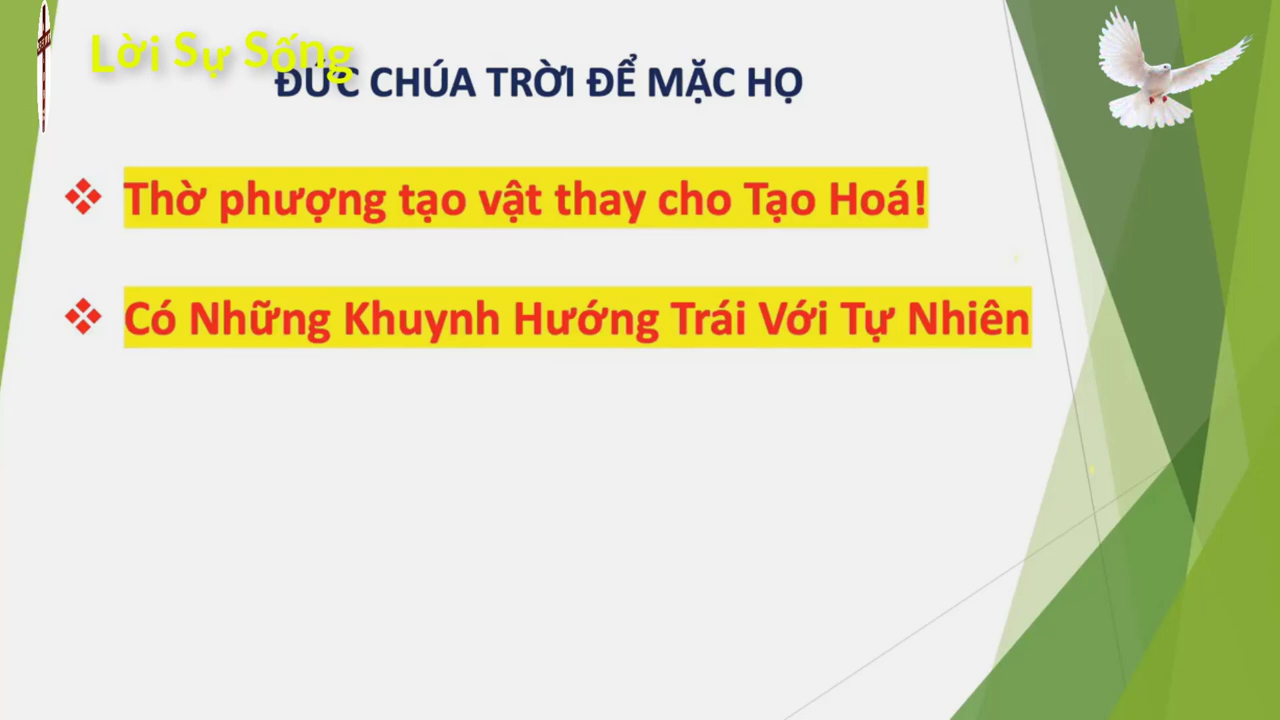 Lời Sự Sống
ĐỨC CHÚA TRỜI ĐỂ MẶC HỌ
Thờ phượng tạo vật thay cho Tạo Hoá!
Có Những Khuynh Hướng Trái Với Tự Nhiên